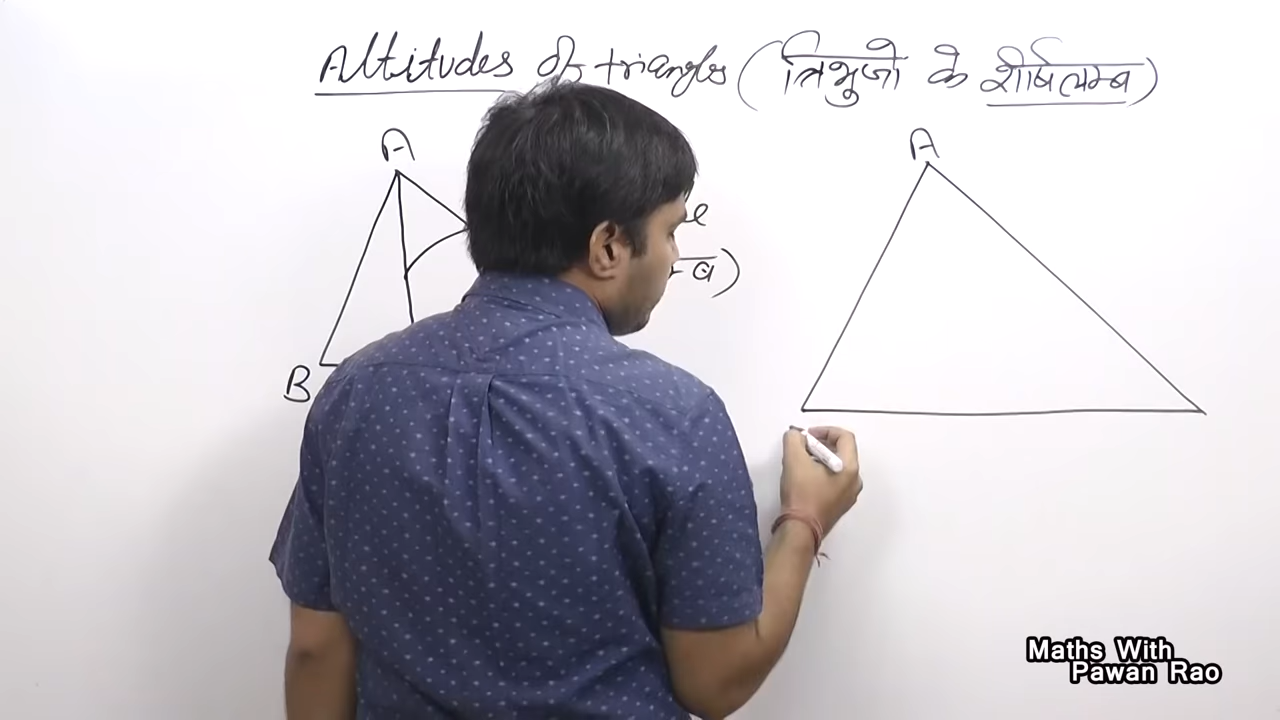 Altitudes of triangles (त्रिभुजों के शीर्षलम्ब)
A
B
A
Maths With
Pawan Rao